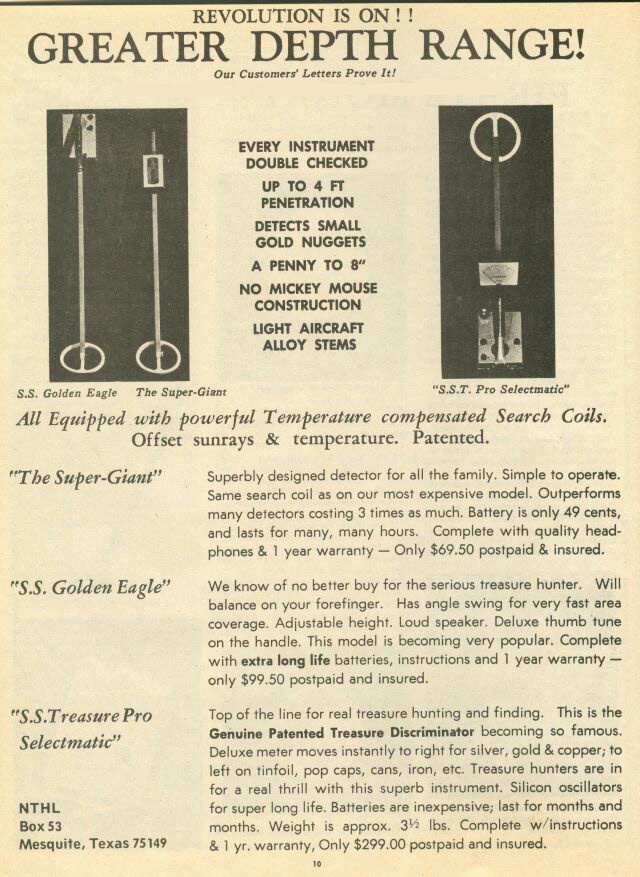 REVOLUTION IS ON ! !
GREATER DEPTH RANGE!
Our Customers' Letters Prove It!
EVERY INSTRUMENT
DOUBLE CHECKED
UP TO 4 FT
PENETRATION
DETECTS SMALL
GOLD NUGGETS
A PENNY TO 8"
NO MICKEY MOUSE
CONSTRUCTION
LIGHT AIRCRAFT
ALLOY STEMS
S.S. Golden Eagle The Super-Giant
"S.S.T. Pro Selectmatic"
All Equipped with powerful Temperature compensated Search Coils.
Offset sunrays & temperature. Patented.
"The Super-Giant"
Superbly designed detector for all the family. Simple to operate.
Same search coil as on our most expensive model. Outperforms
many detectors costing 3 times as much. Battery is only 49 cents,
and lasts for many, many hours. Complete with quality head-
phones & 1 year warranty — Only $69.50 postpaid & insured.
"S.S. Golden Eagle"
We know of no better buy for the serious treasure hunter. Will
balance on your forefinger. Has angle swing for very fast area
coverage. Adjustable height. Loud speaker. Deluxe thumb tune
on the handle. This model is becoming very popular. Complete
with extra long life batteries, instructions and 1 year warranty —
only $99.50 postpaid and insured.
"S.S.Treasure Pro
Selectmatic"
Top of the line for real treasure hunting and finding. This is the
Genuine Patented Treasure Discriminator becoming so famous.
Deluxe meter moves instantly to right for silver, gold & copper; to
left on tinfoil, pop caps, cans, iron, etc. Treasure hunters are in
for a real thrill with this superb instrument. Silicon oscillators
for super long life. Batteries are inexpensive; last for months and
months. Weight is approx. 3½ lbs. Complete w/instructions
& 1 yr. warranty, Only $299.00 postpaid and insured.
NTHL
Box 53
Mesquite, Texas 75149
10